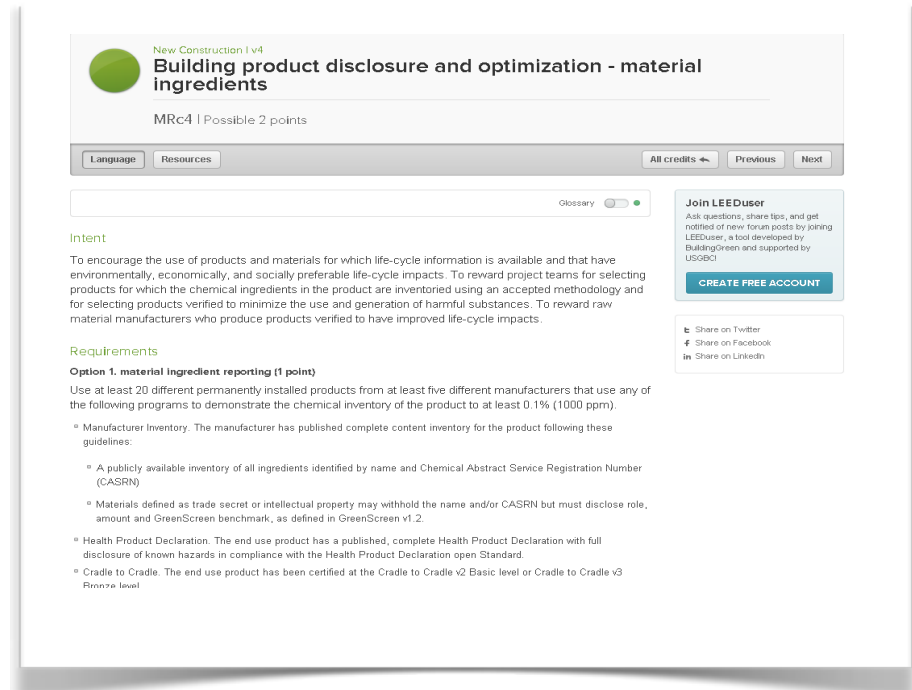 New Construction | v4
Building product disclosure and optimization - material
ingredients
MRc4 | Possible 2 points
Language
Resources
All credits
Previous
Next
Glossary
Intent
To encourage the use of products and materials for which life-cycle information is available and that have
environmentally, economically, and socially preferable life-cycle impacts. To reward project teams for selecting
products for which the chemical ingredients in the product are inventoried using an accepted methodology and
for selecting products verified to minimize the use and generation of harmful substances. To reward raw
material manufacturers who produce products verified to have improved life-cycle impacts.
Requirements
Option 1. material ingredient reporting (1 point)
Use at least 20 different permanently installed products from at least five different manufacturers that use any of
the following programs to demonstrate the chemical inventory of the product to at least 0.1% (1000 ppm).
Manufacturer Inventory. The manufacturer has published complete content inventory for the product following these
guidelines:
A publicly available inventory of all ingredients identified by name and Chemical Abstract Service Registration Number
(CASRN)
Materials defined as trade secret or intellectual property may withhold the name and/or CASRN but must disclose role,
amount and GreenScreen benchmark, as defined in GreenScreen v1.2.
Health Product Declaration. The end use product has a published, complete Health Product Declaration with full
disclosure of known hazards in compliance with the Health Product Declaration open Standard.
Cradle to Cradle. The end use product has been certified at the Cradle to Cradle v2 Basic level or Cradle to Cradle v3
Bronze level
Join LEEDuser
Ask questions, share tips, and get
notified of new forum posts by joining
LEEDuser, a tool developed by
BuildingGreen and supported by
USGBC!
CREATE FREE ACCOUNT
Share on Twitter
Share on Facebook
Share on LinkedIn